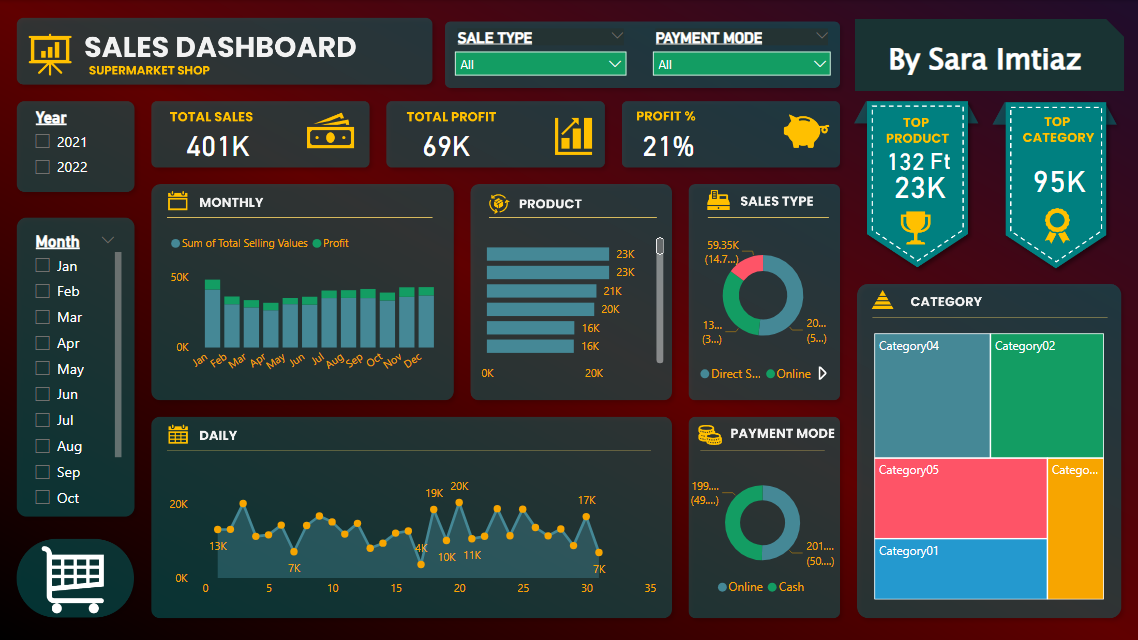 SALES DASHBOARD
SUPERMARKET SHOP
SALE TYPE
All
PAYMENT MODE
All
By Sara Imtiaz
Year
2021
2022
TOTAL SALES
401K
TOTAL PROFIT
69K
PROFIT %
21%
TOP
PRODUCT
132 Ft
23K
TOP
CATEGORY
95K
Month
Jan
Feb
Mar
Apr
May
Jun
Jul
Aug
Sep
Oct
MONTHLY
Sum of Total Selling Values
Profit
50K
0K
Jan
Feb
Mar
Apr
May
Jun
Jul
Aug
Sep
Oct
Nov
Dec
PRODUCT
23K
23K
21K
20K
16K
16K
0K
20K
SALES TYPE
59.35K
(14.7...)
13...
(3...)
20...
(5...)
Direct S...
Online
CATEGORY
Category04
Category02
Category05
Catego...
Category01
DAILY
20K
0K
13K
7K
4K
19K
10K
20K
11K
17K
7K
0
5
10
15
20
25
30
35
PAYMENT MODE
199....
(49....)
201....
(50....)
Online
Cash